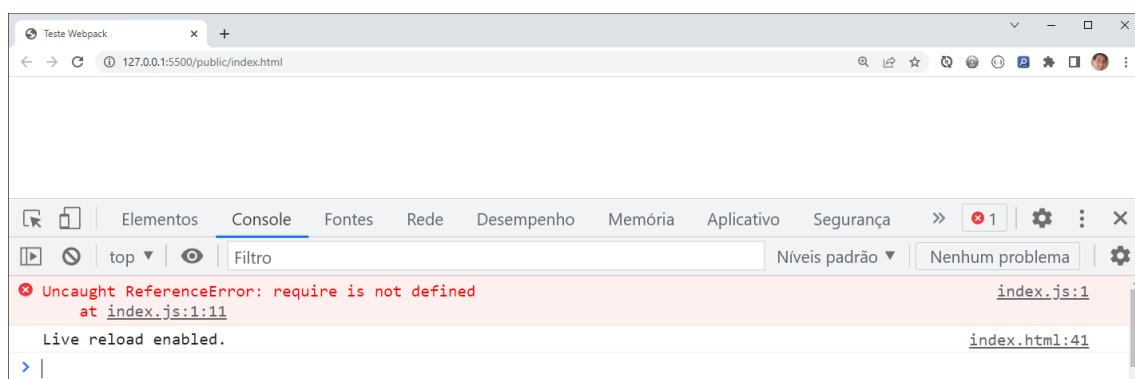 Teste Webpack
127.0.0.1:5500/public/index.html
Elementos Console Fontes Rede Desempenho Memória Aplicativo Segurança » 1
top ▼ Filtro Níveis padrão ▼ Nenhum problema
Uncaught ReferenceError: require is not defined index.js:1
at index.js:1:11
Live reload enabled. index.html:41
>